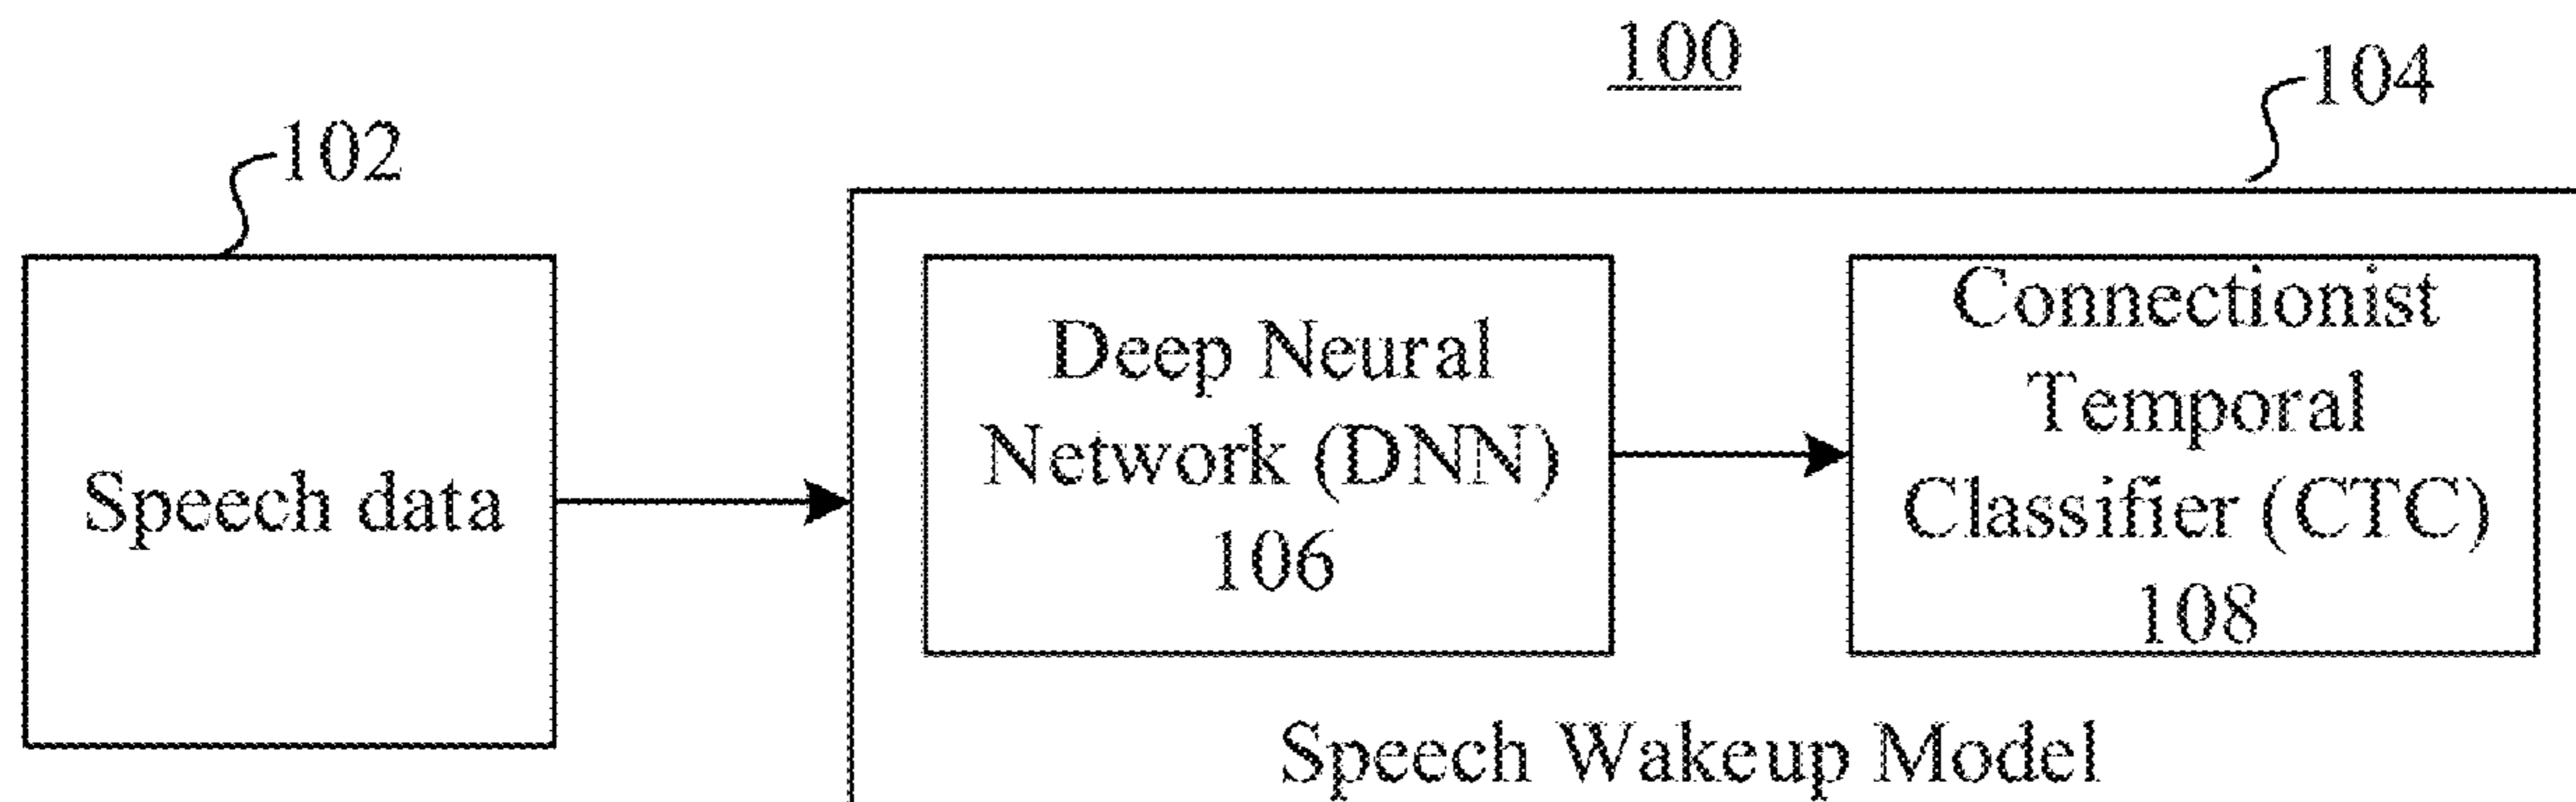 100
104
102
Speech data
Deep Neural
Network (DNN)
106
Connectionist
Temporal
Classifier (CTC)
108
Speech Wakeup Model